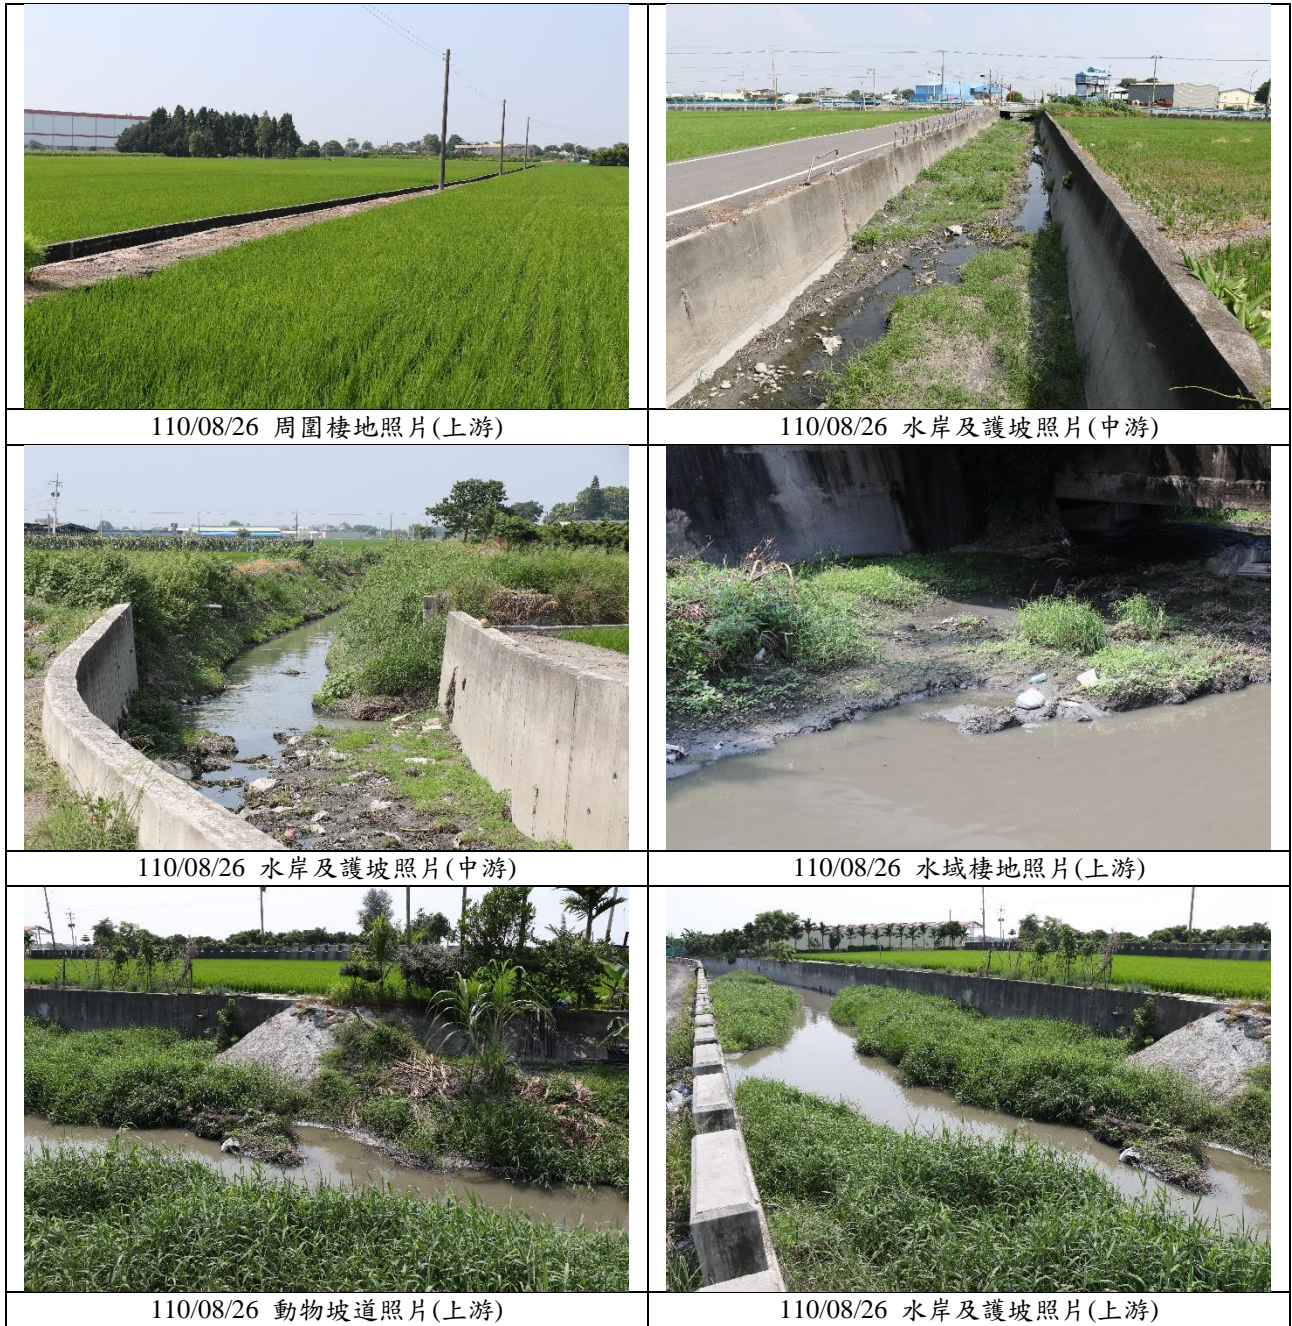 110/08/26 周圍棲地照片(上游)
110/08/26 水岸及護坡照片(中游)
110/08/26 水岸及護坡照片(中游)
110/08/26 水域棲地照片(上游)
110/08/26 動物坡道照片(上游)
110/08/26 水岸及護坡照片(上游)